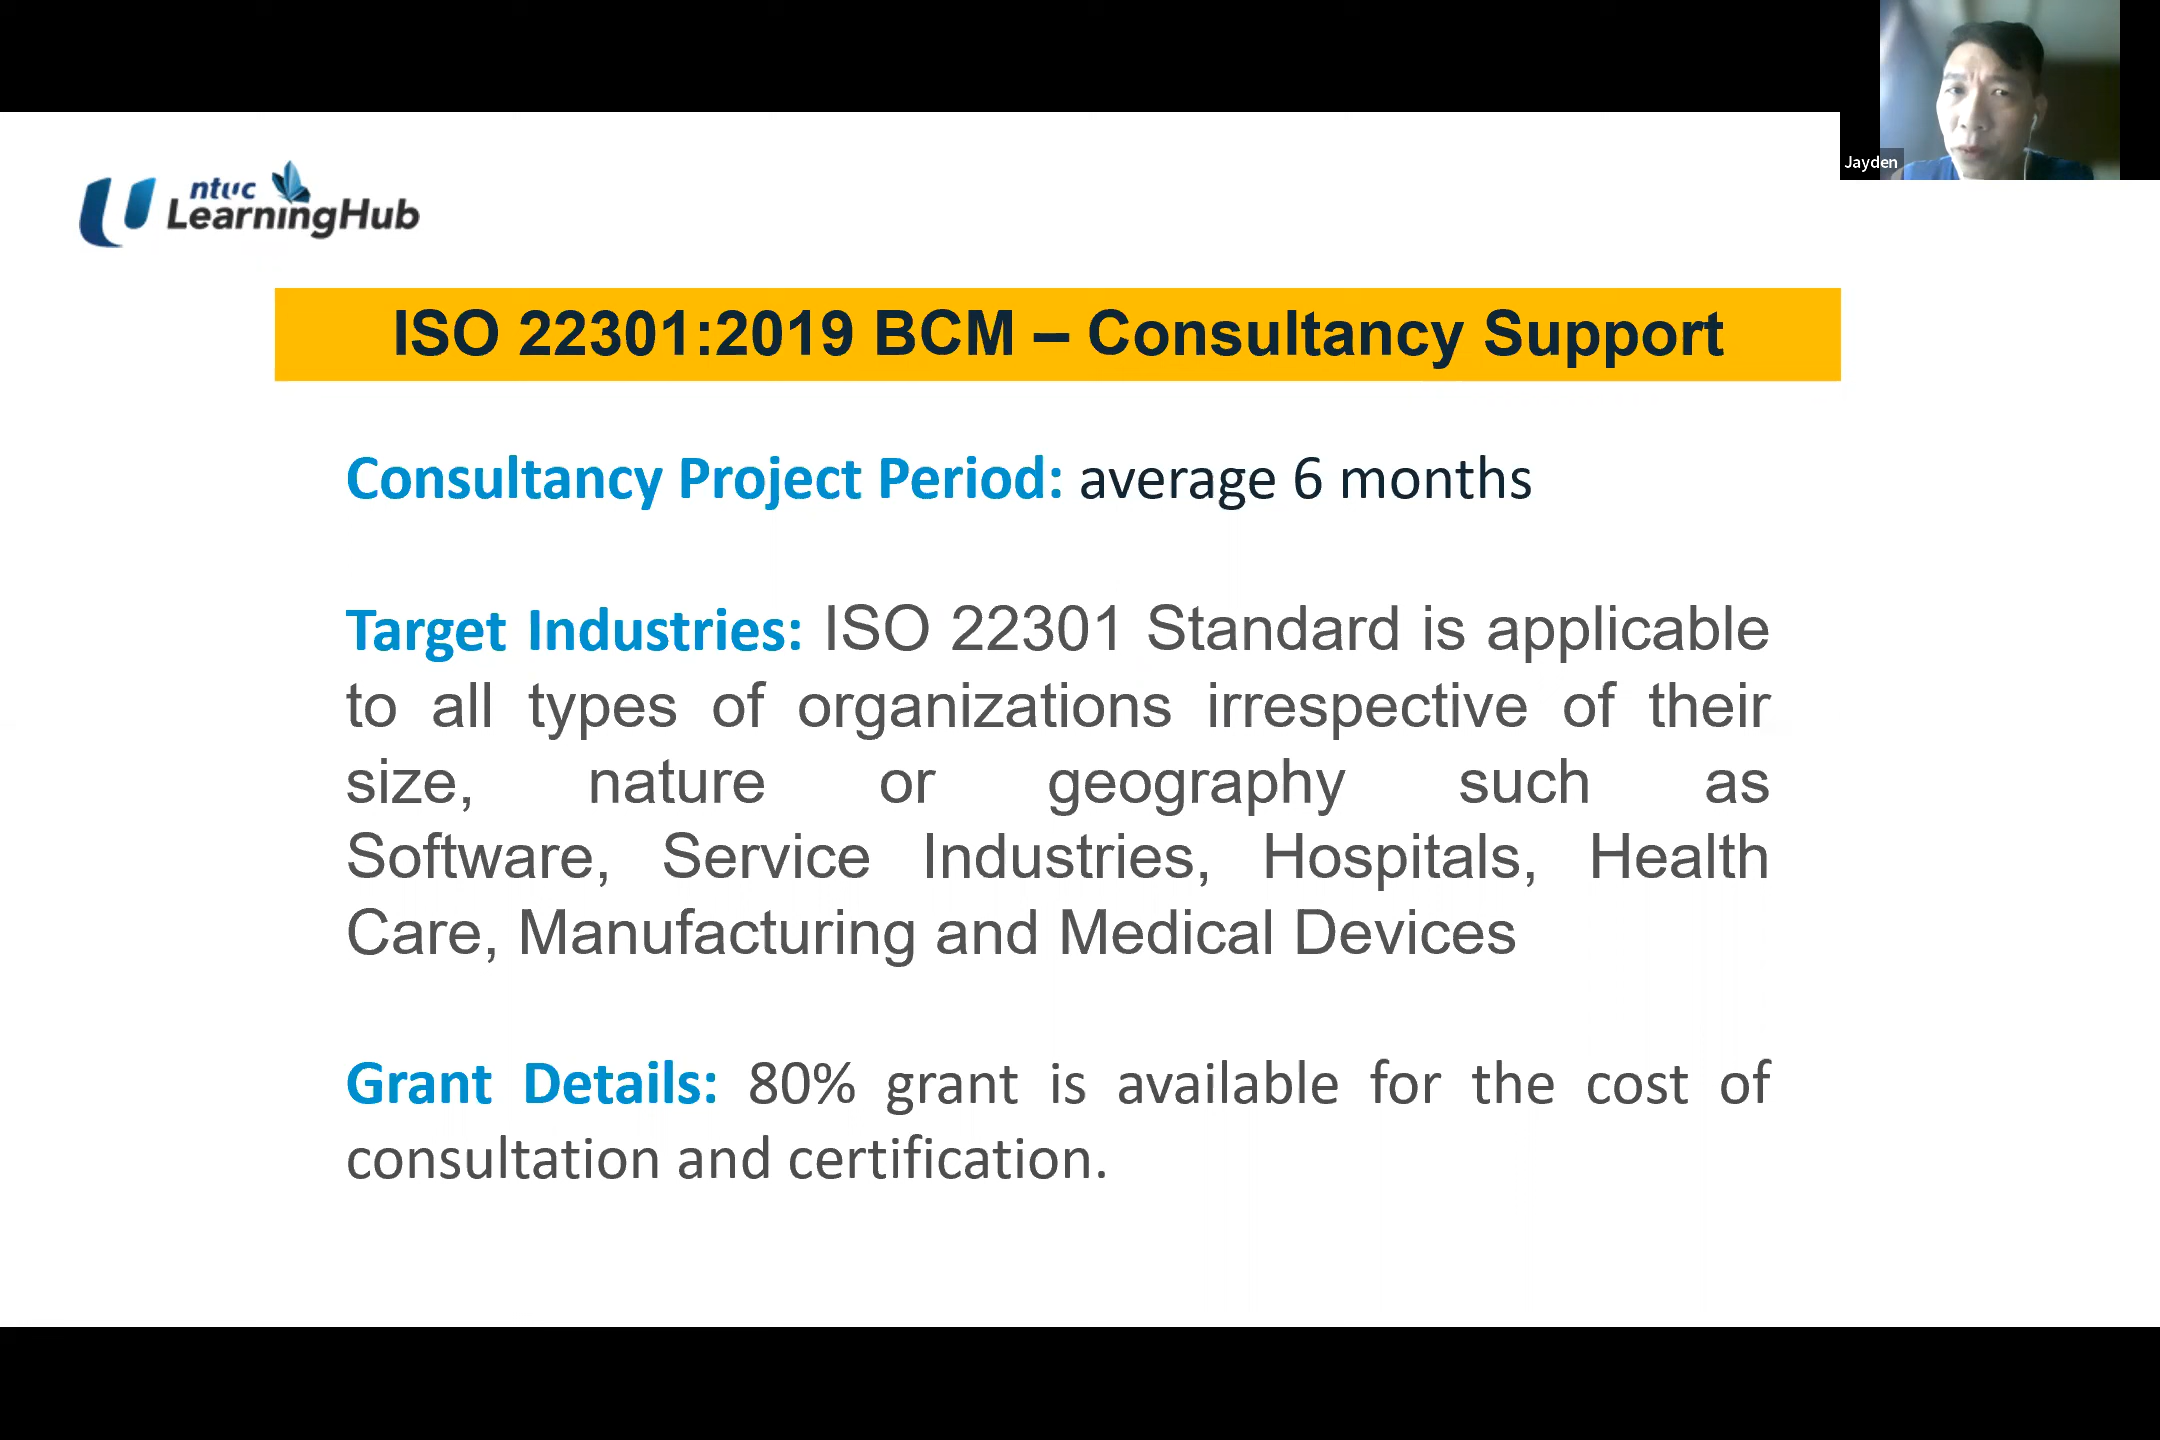 Jayden
ntuc
LearningHub
ISO 22301:2019 BCM – Consultancy Support
Consultancy Project Period: average 6 months
Target Industries: ISO 22301 Standard is applicable
to all types of organizations irrespective of their
size, nature or geography such as
Software, Service Industries, Hospitals, Health
Care, Manufacturing and Medical Devices
Grant Details: 80% grant is available for the cost of
consultation and certification.